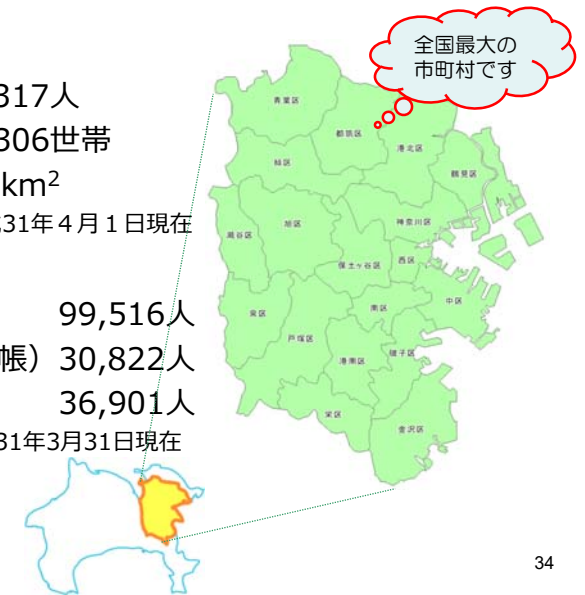 317人
306世帯
km2
31年４月１日現在
99,516人
帳）30,822人
36,901人
31年3月31日現在
全国最大の
市町村です
青葉区
都筑区
港北区
緑区
鶴見区
瀬谷区
旭区
神奈川区
保土ヶ谷区
西区
中区
泉区
戸塚区
南区
港南区
磯子区
栄区
金沢区
34